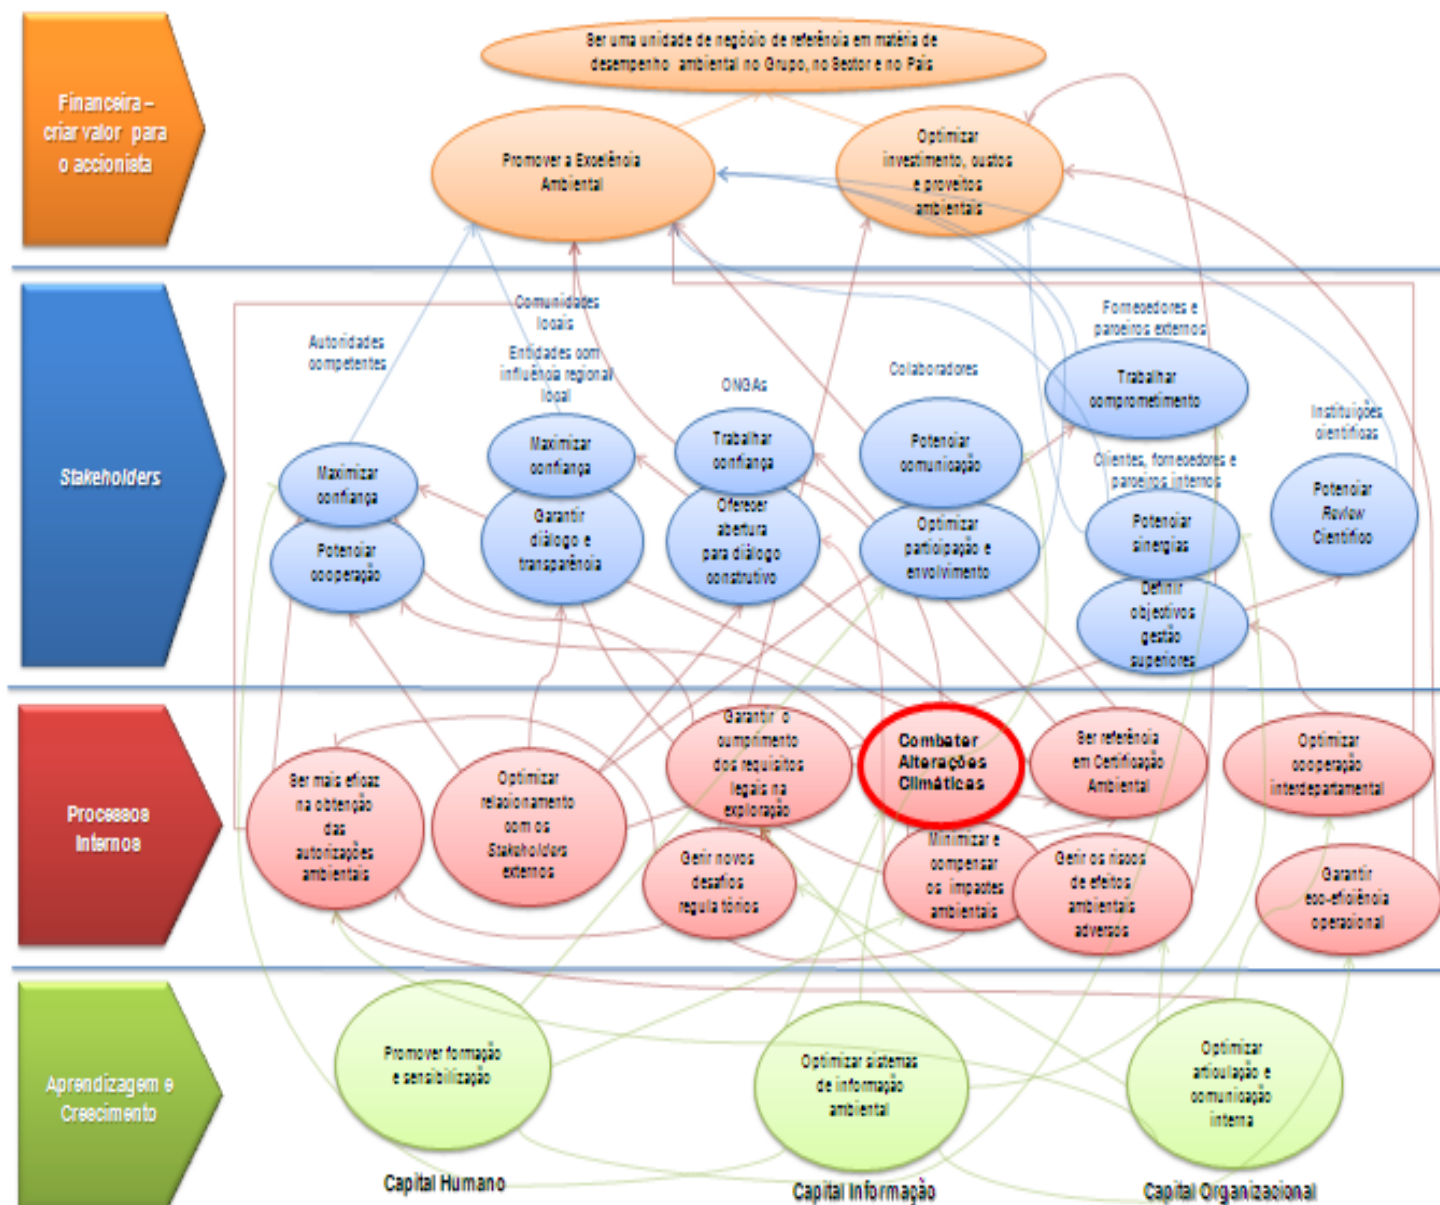 Ser uma unidade de negócio de referência em matéria de
desempenho ambiental no Grupo, no Sector e no País
Financeira –
criar valor para
o accionista
Promover a Excelência
Ambiental
Optimizar
investimento, custos
e proveitos
ambientais
Stakeholders
Autoridades
competentes
Comunidades
locais
Entidades com
influência regional
local
ONGAs
Colaboradores
Fornecedores e
parceiros externos
Clientes, fornecedores e
parceiros internos
Instituições
científicas
Maximizar
confiança
Potenciar
cooperação
Maximizar
confiança
Garantir
diálogo e
transparência
Trabalhar
confiança
Oferecer
abertura
para diálogo
construtivo
Potenciar
comunicação
Optimizar
participação e
envolvimento
Trabalhar
comprometimento
Potenciar
sinergias
Definir
objectivos
gestão
superiores
Potenciar
Review
Científico
Processos
Internos
Ser mais eficaz
na obtenção
das
autorizações
ambientais
Optimizar
relacionamento
com os
Stakeholders
externos
Garantir o
cumprimento
dos requisitos
legais na
exploração
Gerir novos
desafios
regulatórios
Combater
Alterações
Climáticas
Minimizar e
compensar
os impactes
ambientais
Ser referência
em Certificação
Ambiental
Gerir os riscos
de efeitos
ambientais
adversos
Optimizar
cooperação
interdepartamental
Garantir
eco-eficiência
operacional
Aprendizagem e
Crescimento
Promover formação
e sensibilização
Optimizar sistemas
de informação
ambiental
Optimizar
articulação e
comunicação
interna
Capital Humano
Capital Informação
Capital Organizacional